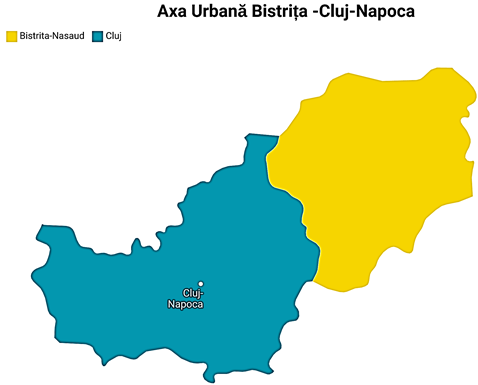 Axa Urbană Bistrița -Cluj-Napoca
Bistrita-Nasaud Cluj
Cluj-
Napoca